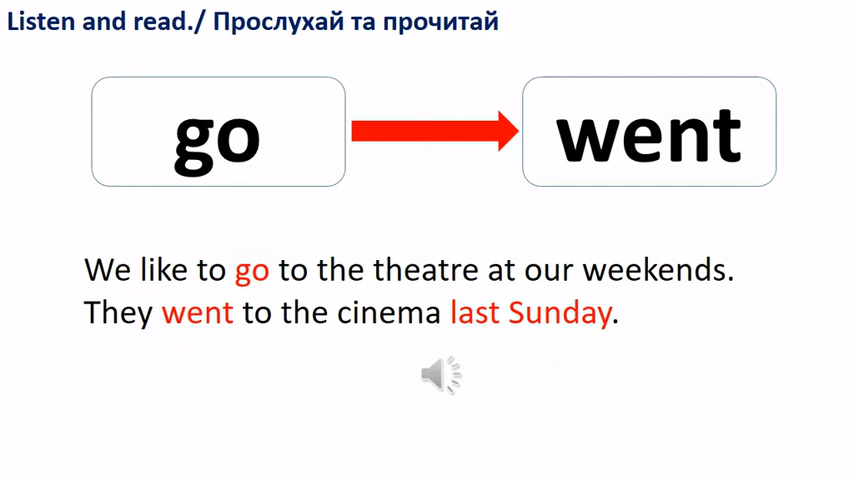 Listen and read./ Прослухай та прочитай
go
went
We like to go to the theatre at our weekends.
They went to the cinema last Sunday.